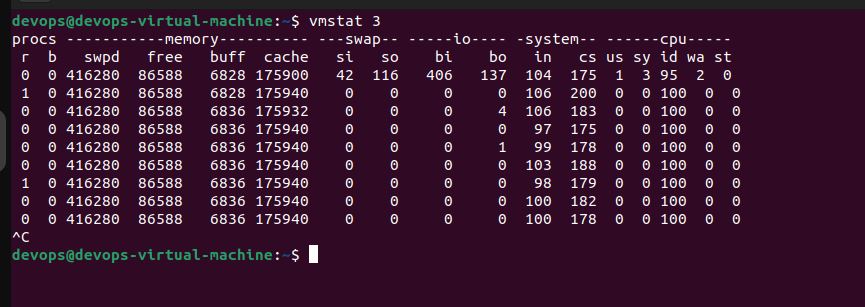 devops@devops-virtual-machine:~$ vmstat 3
procs -----------memory---------- ---swap-- -----io---- -system-- ------cpu-----
 r  b   swpd   free   buff  cache   si   so    bi    bo   in   cs us sy id wa st
 0  0 416280  86588   6828 175900   42  116   406   137  104  175  1  3 95  2  0
 1  0 416280  86588   6828 175940    0    0     0     0  106  200  0  0 100  0  0
 0  0 416280  86588   6836 175932    0    0     0     4  106  183  0  0 100  0  0
 0  0 416280  86588   6836 175940    0    0     0     0   97  175  0  0 100  0  0
 0  0 416280  86588   6836 175940    0    0     0     1   99  178  0  0 100  0  0
 0  0 416280  86588   6836 175940    0    0     0     0  103  188  0  0 100  0  0
 1  0 416280  86588   6836 175940    0    0     0     0   98  179  0  0 100  0  0
 0  0 416280  86588   6836 175940    0    0     0     0  100  182  0  0 100  0  0
 0  0 416280  86588   6836 175940    0    0     0     0  100  178  0  0 100  0  0
^C
devops@devops-virtual-machine:~$